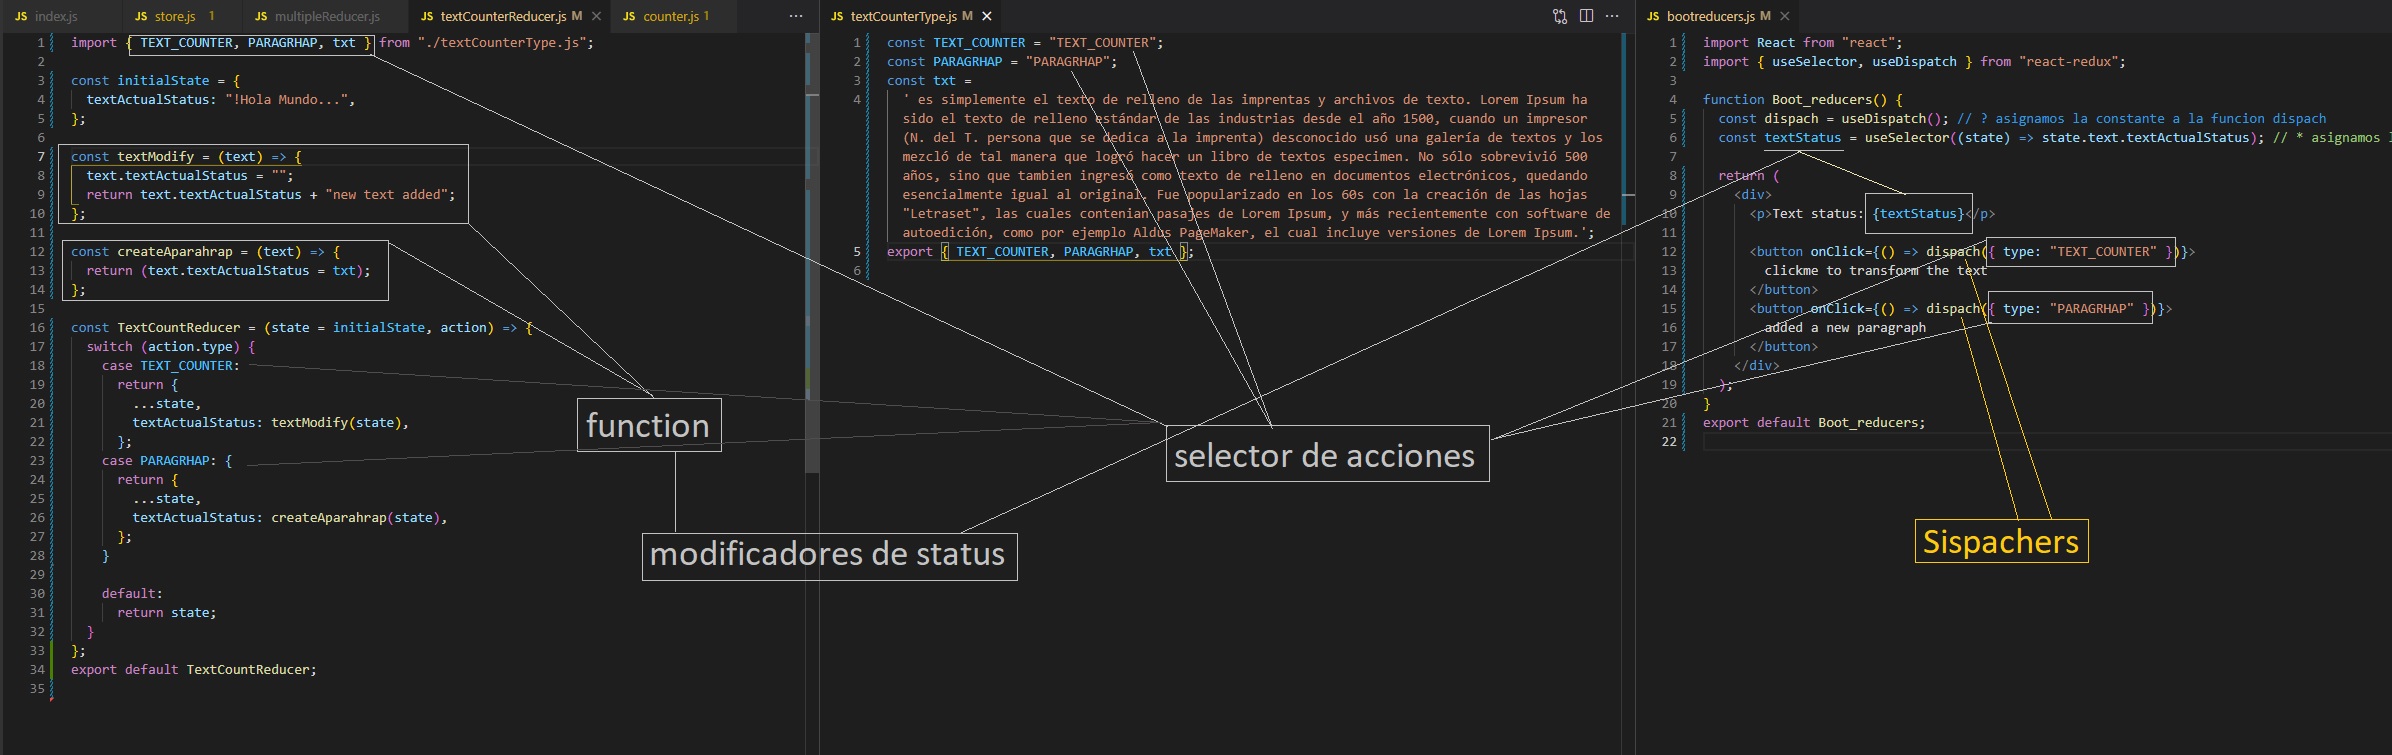 JS index.js
JS store.js 1
JS multipleReducer.js
JS textCounterReducer.js M ×
JS counter.js 1
1 import { TEXT_COUNTER, PARAGRHAP, txt } from "./textCounterType.js";
2
3 const initialState = {
4 textActualStatus: "!Hola Mundo...",
5 };
6
7 const textModify = (text) => {
8 text.textActualStatus = "";
9 return text.textActualStatus + "new text added";
10 };
11
12 const createAparahrap = (text) => {
13 return (text.textActualStatus = txt);
14 };
15
16 const TextCountReducer = (state = initialState, action) => {
17 switch (action.type) {
18 case TEXT_COUNTER:
19 return {
20 ...state,
21 textActualStatus: textModify(state),
22 };
23 case PARAGRHAP: {
24 return {
25 ...state,
26 textActualStatus: createAparahrap(state),
27 };
28 }
29
30 default:
31 return state;
32 }
33 };
34 export default TextCountReducer;
35
function
modificadores de status
JS textCounterType.js M ×
1 const TEXT_COUNTER = "TEXT_COUNTER";
2 const PARAGRHAP = "PARAGRHAP";
3 const txt =
4 ' es simplemente el texto de relleno de las imprentas y archivos de texto. Lorem Ipsum ha
sido el texto de relleno estándar de las industrias desde el año 1500, cuando un impresor
(N. del T. persona que se dedica a la imprenta) desconocido usó una galería de textos y los
mezcló de tal manera que logró hacer un libro de textos especimen. No sólo sobrevivió 500
años, sino que tambien ingresó como texto de relleno en documentos electrónicos, quedando
esencialmente igual al original. Fue popularizado en los 60s con la creación de las hojas
"Letraset", las cuales contenian pasajes de Lorem Ipsum, y más recientemente con software de
autoedición, como por ejemplo Aldus PageMaker, el cual incluye versiones de Lorem Ipsum.';
5 export { TEXT_COUNTER, PARAGRHAP, txt };
6
selector de acciones
JS bootreducers.js M ×
1 import React from "react";
2 import { useSelector, useDispatch } from "react-redux";
3
4 function Boot_reducers() {
5 const dispach = useDispatch(); // ? asignamos la constante a la funcion dispach
6 const textStatus = useSelector((state) => state.text.textActualStatus); // * asignamos
7
8 return (
9 <div>
10 <p>Text status: {textStatus}</p>
11
12 <button onClick={() => dispach({ type: "TEXT_COUNTER" })}>
13 clickme to transform the text
14 </button>
15 <button onClick={() => dispach({ type: "PARAGRHAP" })}>
16 added a new paragraph
17 </button>
18 </div>
19 );
20 }
21 export default Boot_reducers;
22
Sispachers